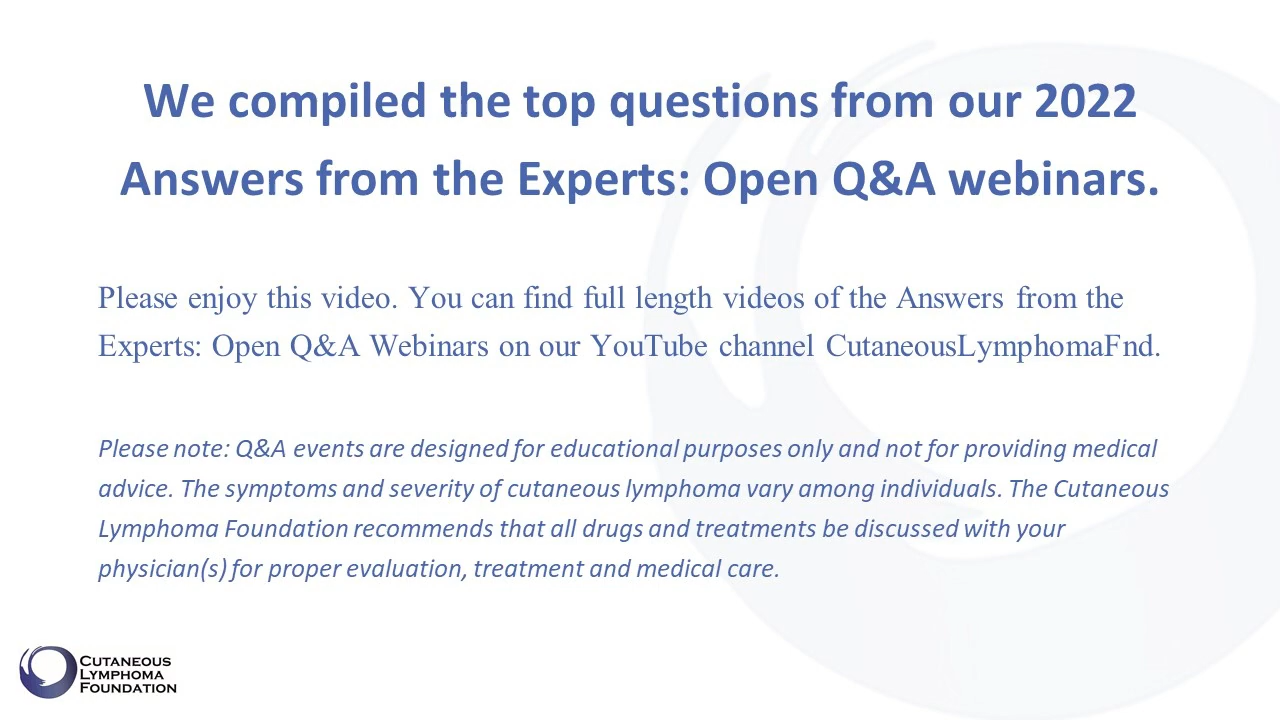 We compiled the top questions from our 2022
Answers from the Experts: Open Q&A webinars.
Please enjoy this video. You can find full length videos of the Answers from the
Experts: Open Q&A Webinars on our YouTube channel CutaneousLymphomaFnd.
Please note: Q&A events are designed for educational purposes only and not for providing medical
advice. The symptoms and severity of cutaneous lymphoma vary among individuals. The Cutaneous
Lymphoma Foundation recommends that all drugs and treatments be discussed with your
physician(s) for proper evaluation, treatment and medical care.
CUTANEOUS
LYMPHOMA
FOUNDATION